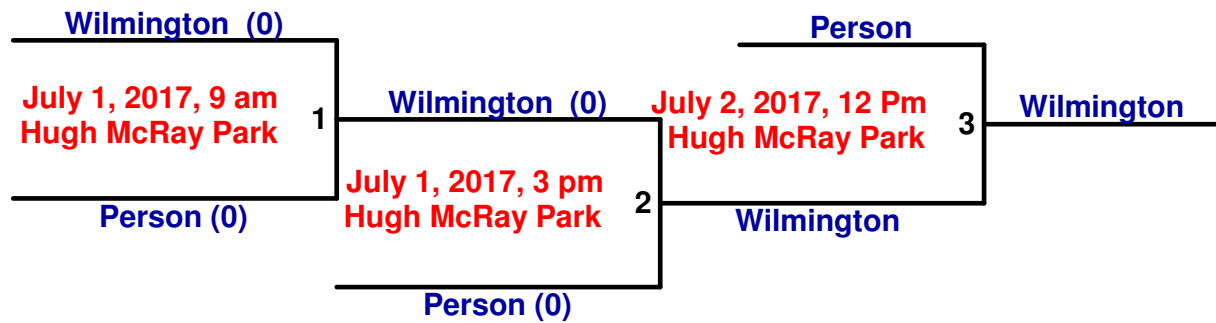 Wilmington  (0)
July 1, 2017, 9 am
Hugh McRay Park
1
Person (0)
Wilmington  (0)
July 1, 2017, 3 pm
Hugh McRay Park
2
Person (0)
Person
July 2, 2017, 12 Pm
Hugh McRay Park
3
Wilmington
Wilmington